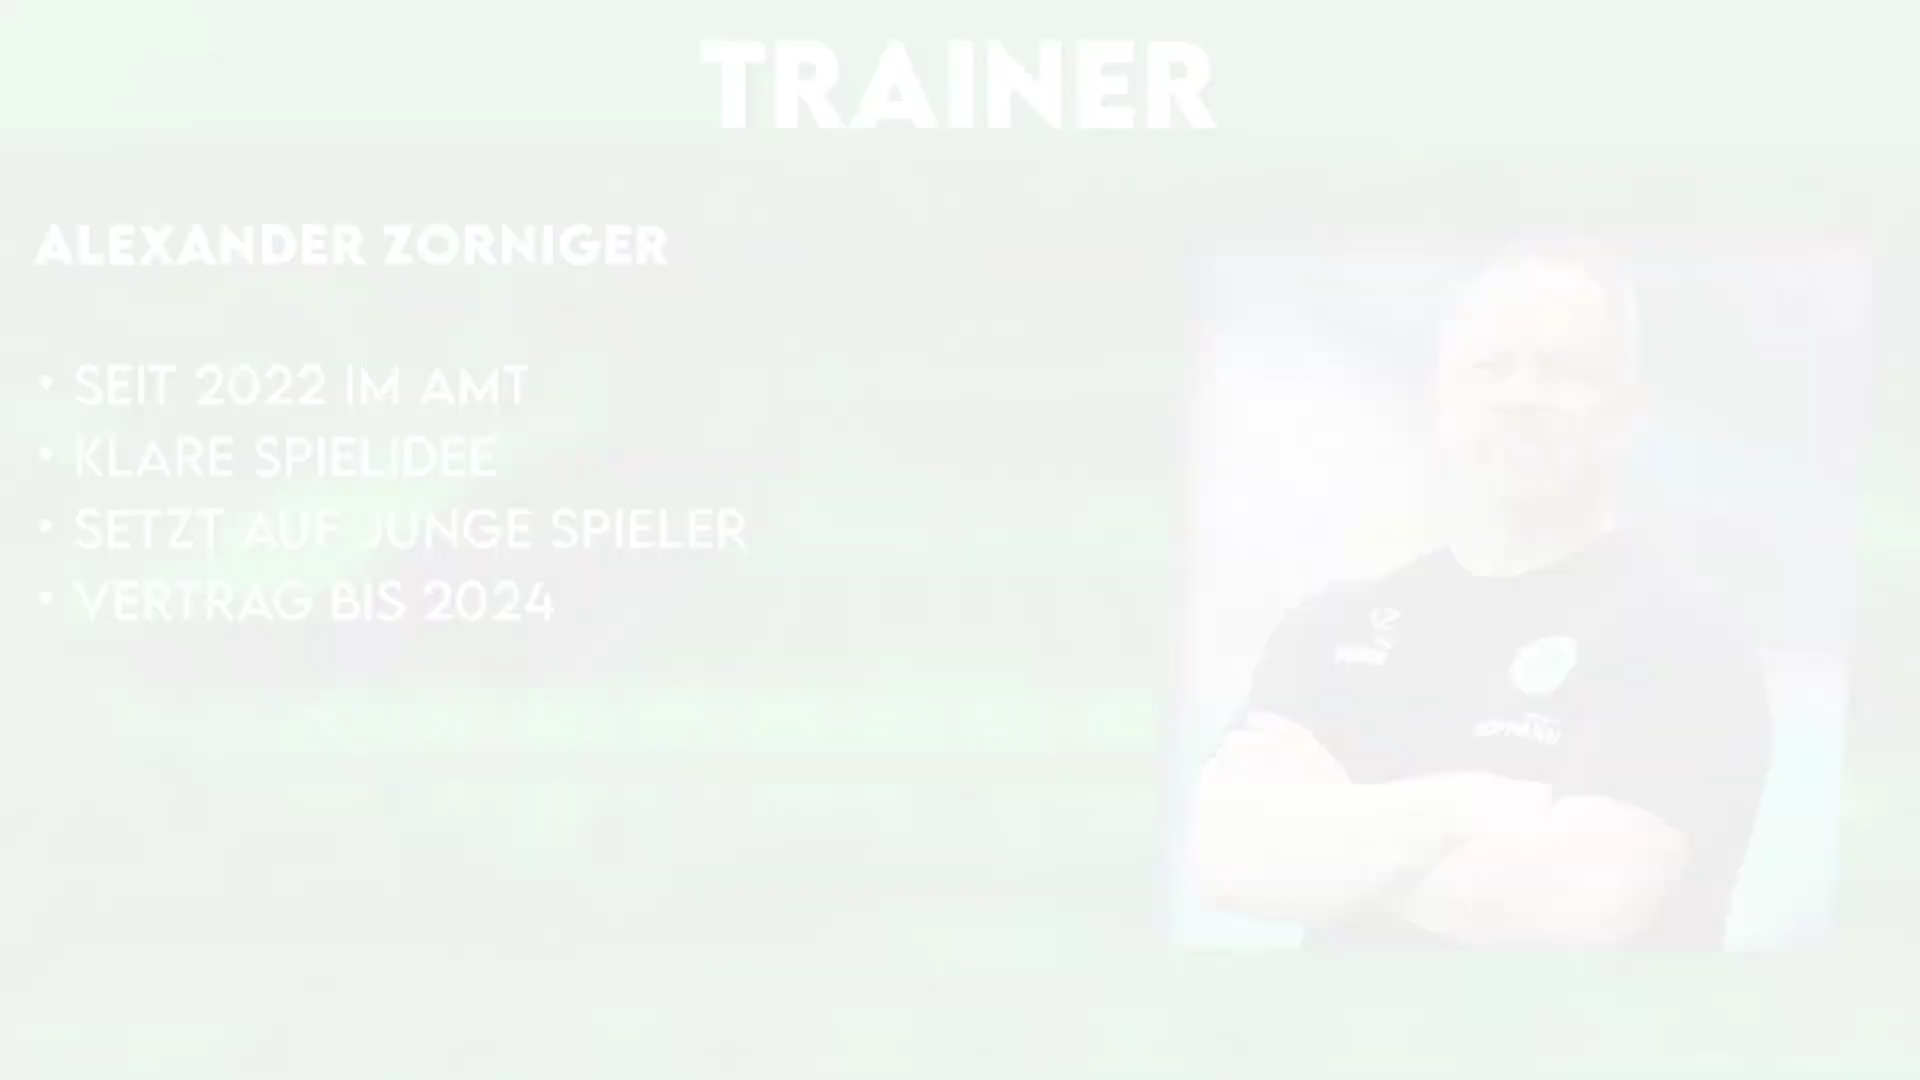 TRAINER
ALEXANDER ZORNIGER
• SEIT 2022 IM AMT
• KLARE SPIELIDEE
• SETZT AUF JUNGE SPIELER
• VERTRAG BIS 2024